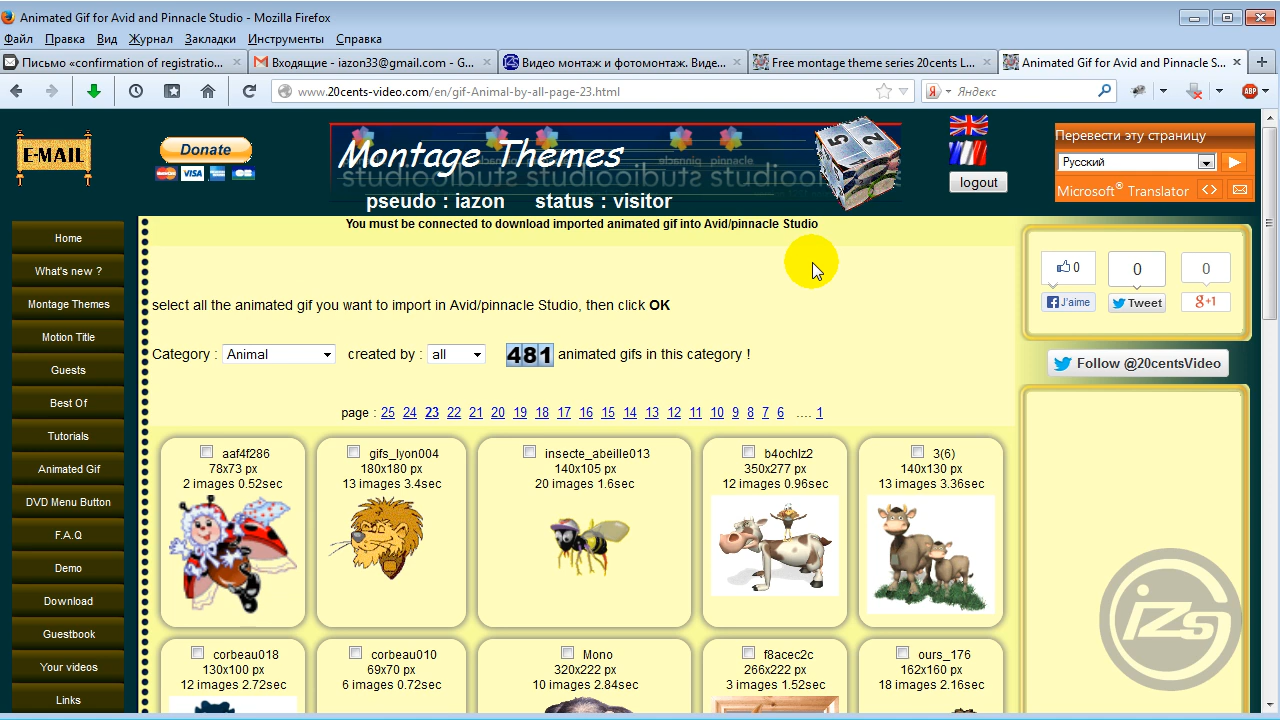 Animated Gif for Avid and Pinnacle Studio - Mozilla Firefox
Файл Правка Вид Журнал Закладки Инструменты Справка
Письмо «confirmation of registratio...
Входящие - iazon33@gmail.com - G...
Видео монтаж и фотомонтаж. Виде...
Free montage theme series 20cents L...
Animated Gif for Avid and Pinnacle S...
www.20cents-video.com/en/gif-Animal-by-all-page-23.html
Яндекс
ABP
E-MAIL
Donate
VISA
Montage Themes
pseudo : iazon status : visitor
5 2
logout
Перевести эту страницу
Русский
Microsoft® Translator
You must be connected to download imported animated gif into Avid/pinnacle Studio
Home
What's new ?
Montage Themes
Motion Title
Guests
Best Of
Tutorials
Animated Gif
DVD Menu Button
F.A.Q
Demo
Download
Guestbook
Your videos
Links
select all the animated gif you want to import in Avid/pinnacle Studio, then click OK
Category : Animal created by : all 481 animated gifs in this category !
page : 25 24 23 22 21 20 19 18 17 16 15 14 13 12 11 10 9 8 7 6 .... 1
aaf4f286
78x73 px
2 images 0.52sec
gifs_lyon004
180x180 px
13 images 3.4sec
insecte_abeille013
140x105 px
20 images 1.6sec
b4ochlz2
350x277 px
12 images 0.96sec
3(6)
140x130 px
13 images 3.36sec
corbeau018
130x100 px
12 images 2.72sec
corbeau010
69x70 px
6 images 0.72sec
Mono
320x222 px
10 images 2.84sec
f8acec2c
266x222 px
3 images 1.52sec
ours_176
162x160 px
18 images 2.16sec
0 0 0
J'aime Tweet +1
Follow @20centsVideo
iZs